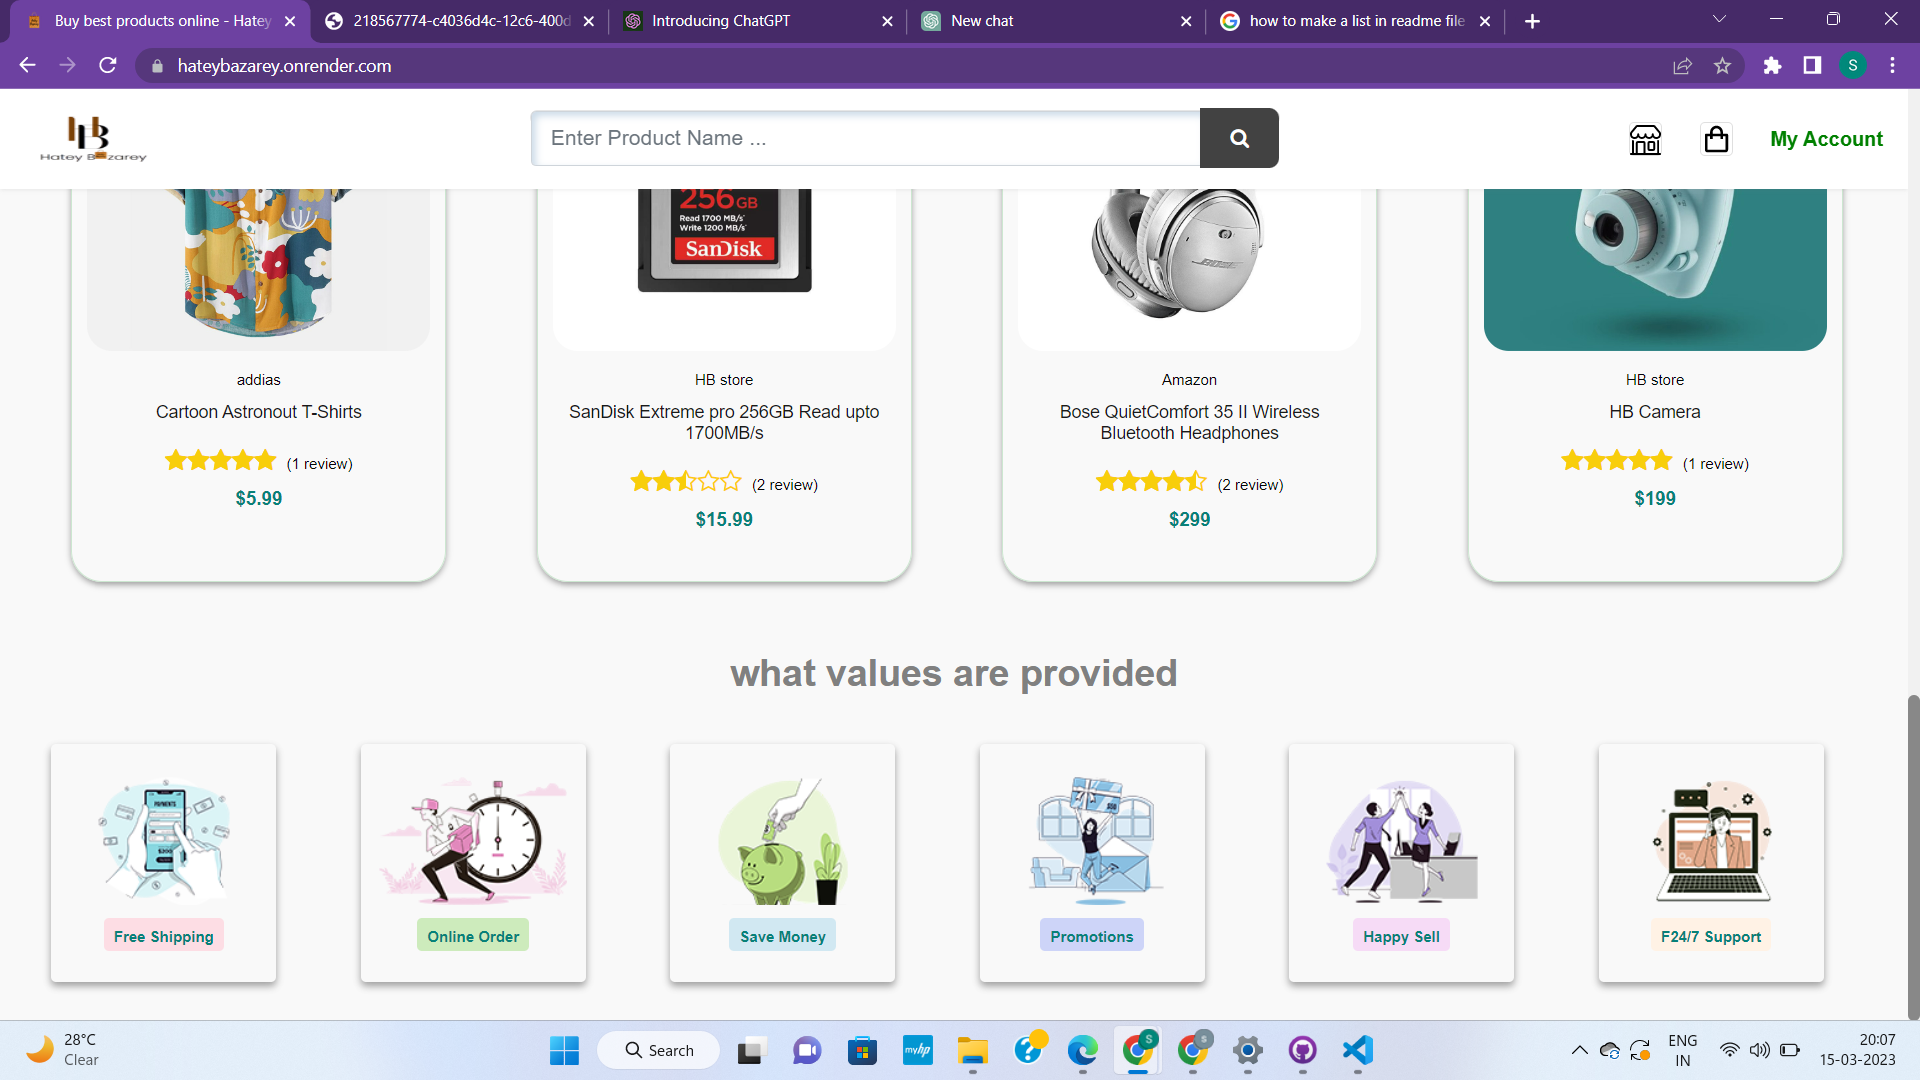 Buy best products online - Hatey
218567774-c4036d4c-12c6-400d
Introducing ChatGPT
New chat
how to make a list in readme file
hateybazarey.onrender.com
S
HB
Hatey Bazarey
Enter Product Name ...
My Account
256GB
Read 1700 MB/s
Write 1200 MB/s
SanDisk
BOSE
addias
Cartoon Astronout T-Shirts
(1 review)
$5.99
HB store
SanDisk Extreme pro 256GB Read upto
1700MB/s
(2 review)
$15.99
Amazon
Bose QuietComfort 35 II Wireless
Bluetooth Headphones
(2 review)
$299
HB store
HB Camera
(1 review)
$199
what values are provided
PAYMENTS
Free Shipping
Online Order
Save Money
$50
Promotions
Happy Sell
F24/7 Support
28°C
Clear
Search
myhp
S
S
ENG
IN
20:07
15-03-2023